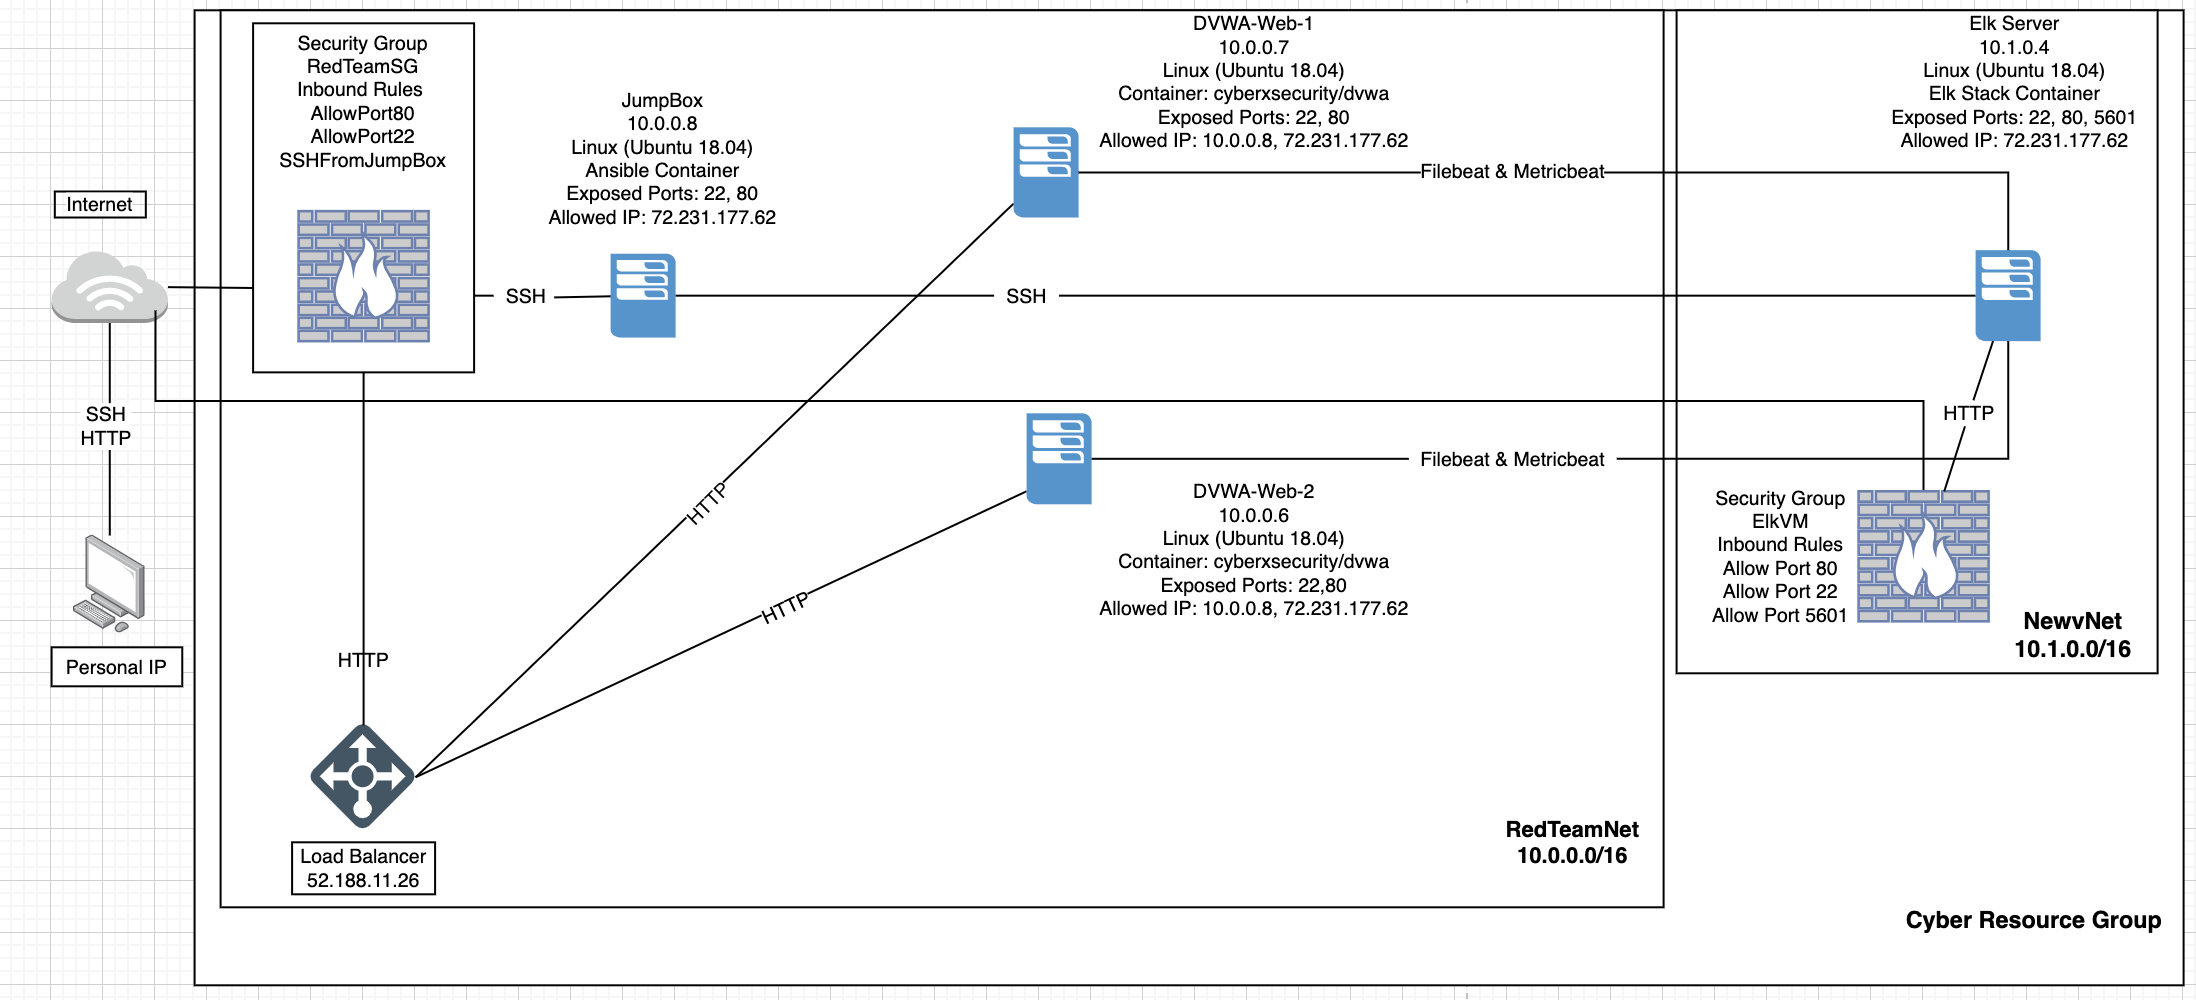 Security Group
RedTeamSG
Inbound Rules
AllowPort80
AllowPort22
SSHFromJumpBox
JumpBox
10.0.0.8
Linux (Ubuntu 18.04)
Ansible Container
Exposed Ports: 22, 80
Allowed IP: 72.231.177.62
DVWA-Web-1
10.0.0.7
Linux (Ubuntu 18.04)
Container: cyberxsecurity/dvwa
Exposed Ports: 22, 80
Allowed IP: 10.0.0.8, 72.231.177.62
Elk Server
10.1.0.4
Linux (Ubuntu 18.04)
Elk Stack Container
Exposed Ports: 22, 80, 5601
Allowed IP: 72.231.177.62
Filebeat & Metricbeat
Internet
SSH
SSH
SSH
HTTP
HTTP
Filebeat & Metricbeat
HTTP
DVWA-Web-2
10.0.0.6
Linux (Ubuntu 18.04)
Container: cyberxsecurity/dvwa
Exposed Ports: 22,80
Allowed IP: 10.0.0.8, 72.231.177.62
Security Group
ElkVM
Inbound Rules
Allow Port 80
Allow Port 22
Allow Port 5601
NewvNet
10.1.0.0/16
HTTP
HTTP
Personal IP
Load Balancer
52.188.11.26
RedTeamNet
10.0.0.0/16
Cyber Resource Group